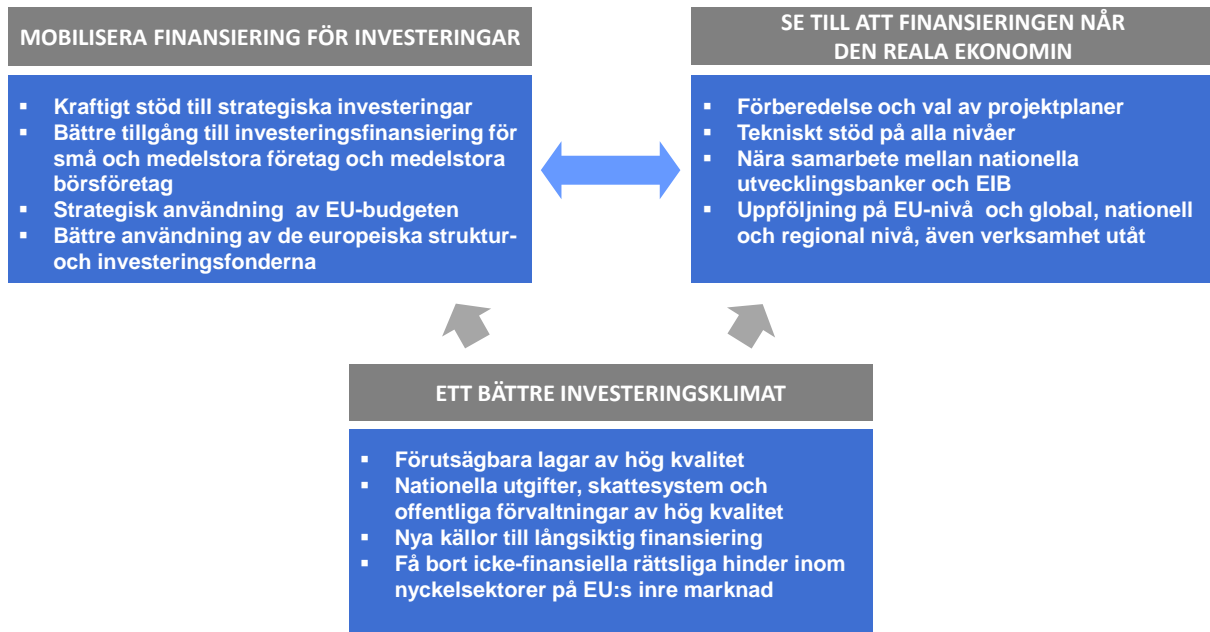 MOBILISERA FINANSIERING FÖR INVESTERINGAR
▪ Kraftigt stöd till strategiska investeringar
▪ Bättre tillgång till investeringsfinansiering för
små och medelstora företag och medelstora
börsföretag
▪ Strategisk användning av EU-budgeten
▪ Bättre användning av de europeiska struktur-
och investeringsfonderna
SE TILL ATT FINANSIERINGEN NÅR
DEN REALA EKONOMIN
▪ Förberedelse och val av projektplaner
▪ Tekniskt stöd på alla nivåer
▪ Nära samarbete mellan nationella
utvecklingsbanker och EIB
▪ Uppföljning på EU-nivå och global, nationell
och regional nivå, även verksamhet utåt
ETT BÄTTRE INVESTERINGSKLIMAT
▪ Förutsägbara lagar av hög kvalitet
▪ Nationella utgifter, skattesystem och
offentliga förvaltningar av hög kvalitet
▪ Nya källor till långsiktig finansiering
▪ Få bort icke-finansiella rättsliga hinder inom
nyckelsektorer på EU:s inre marknad